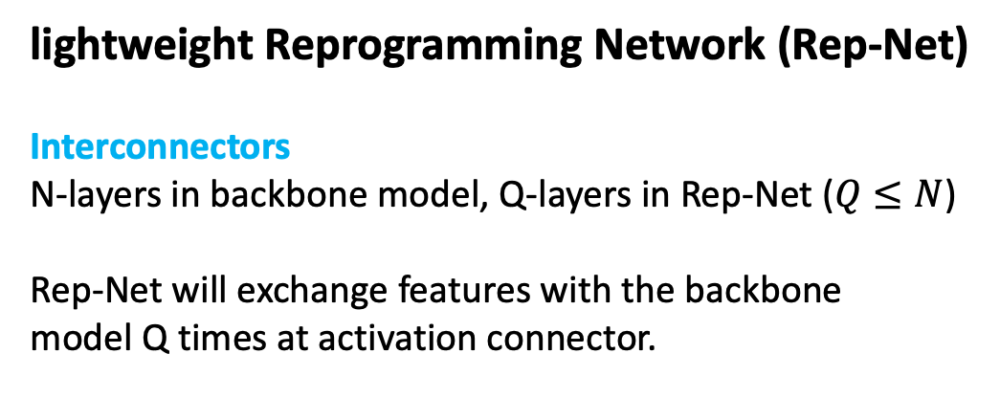 lightweight Reprogramming Network (Rep-Net)
Interconnectors
N-layers in backbone model, Q-layers in Rep-Net (𝑄 ≤ 𝑁)
Rep-Net will exchange features with the backbone
model Q times at activation connector.